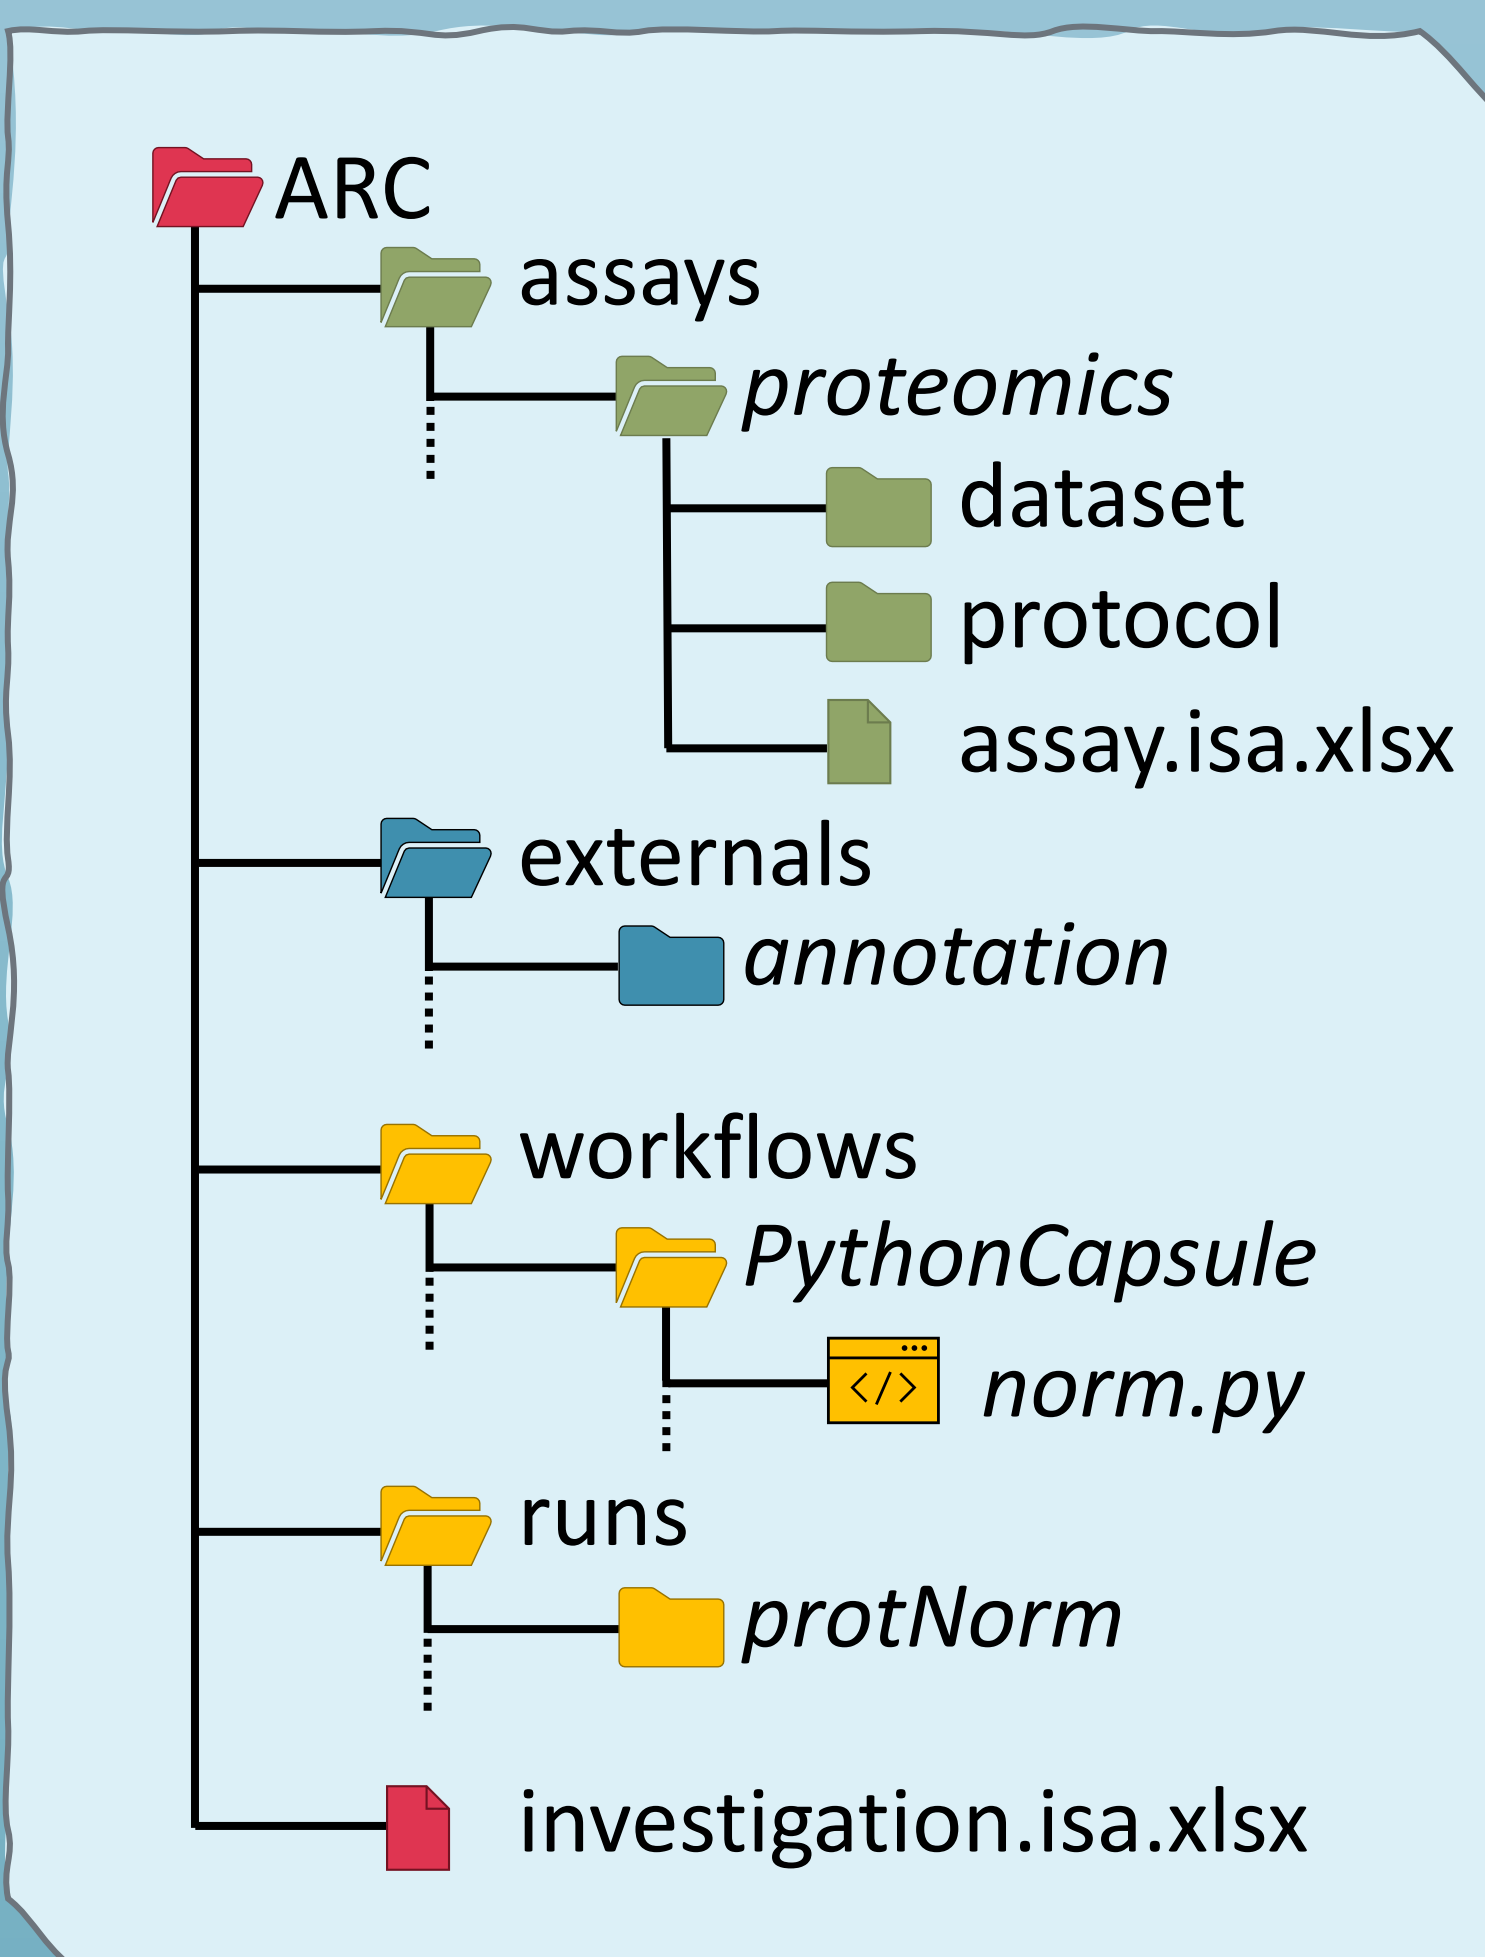 ARC
assays
proteomics
dataset
protocol
assay.isa.xlsx
externals
annotation
workflows
PythonCapsule
</>
norm.py
runs
protNorm
investigation.isa.xlsx